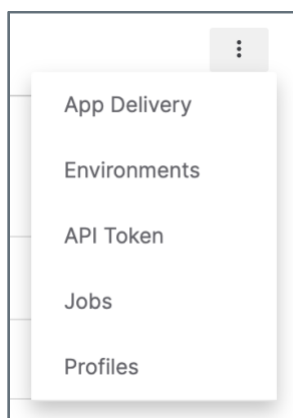 App Delivery
Environments
API Token
Jobs
Profiles